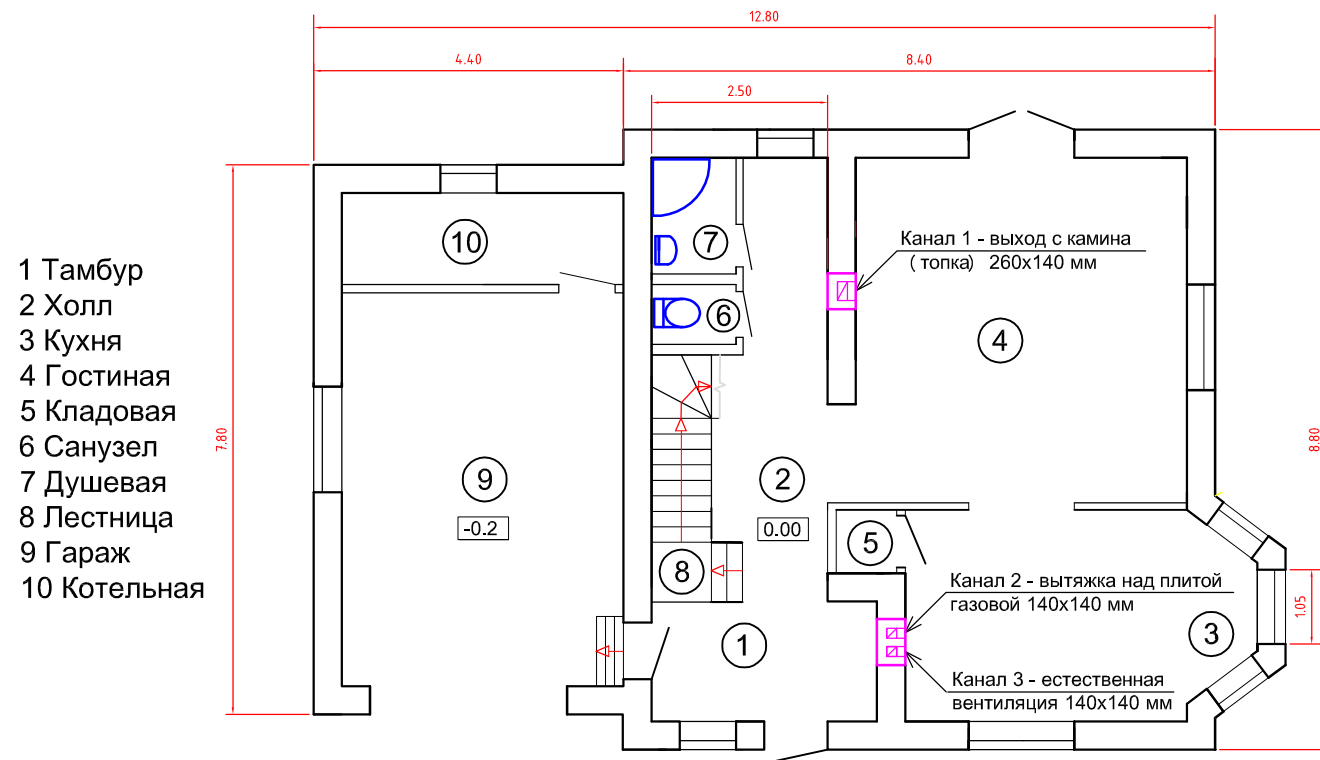 12.80
4.40
8.40
2.50
Канал 1 - выход с камина
( топка) 260х140 мм
10
7
6
4
1 Тамбур
2 Холл
3 Кухня
4 Гостиная
5 Кладовая
6 Санузел
7 Душевая
8 Лестница
9 Гараж
10 Котельная
7.80
8.80
9
-0.2
2
0.00
5
8
Канал 2 - вытяжка над плитой
газовой 140х140 мм
1.05
1
3
Канал 3 - естественная
вентиляция 140х140 мм